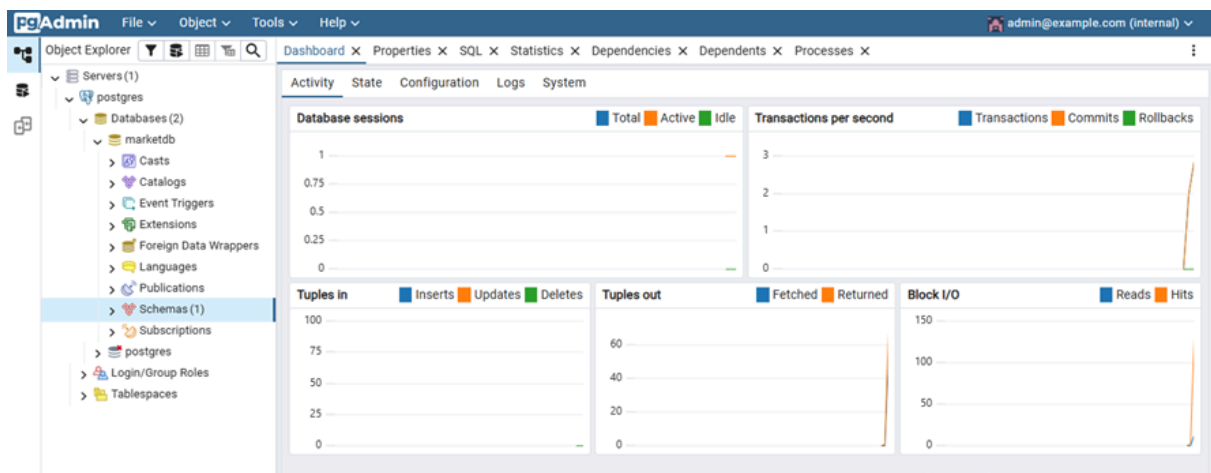 pgAdmin File Object Tools Help admin@example.com (internal)
Object Explorer
Dashboard Properties SQL Statistics Dependencies Dependents Processes
Servers (1)
postgres
Databases (2)
marketdb
Casts
Catalogs
Event Triggers
Extensions
Foreign Data Wrappers
Languages
Publications
Schemas (1)
Subscriptions
postgres
Login/Group Roles
Tablespaces
Activity State Configuration Logs System
Database sessions Total Active Idle
1
0.75
0.5
0.25
0
Transactions per second Transactions Commits Rollbacks
3
2
1
0
Tuples in Inserts Updates Deletes
100
75
50
25
0
Tuples out Fetched Returned
60
40
20
0
Block I/O Reads Hits
150
100
50
0